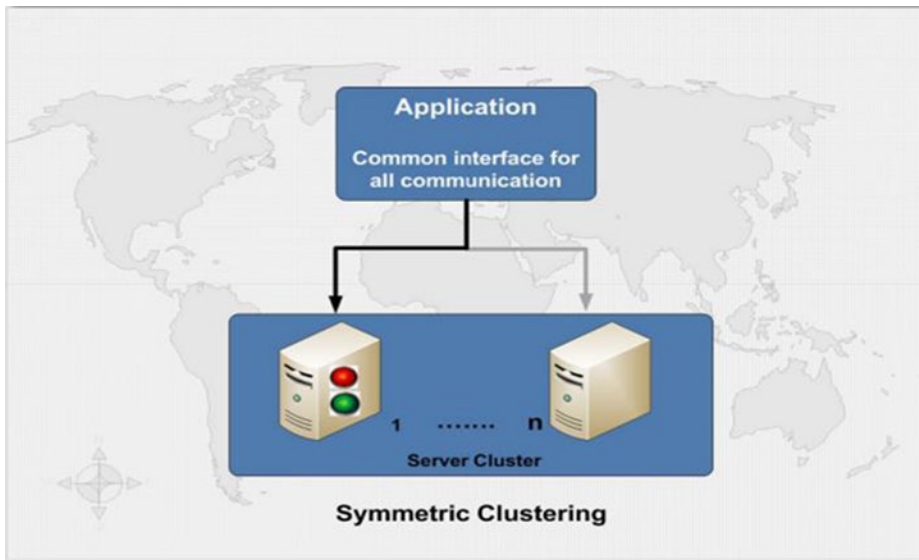 Application
Common interface for
all communication
1 ....... n
Server Cluster
Symmetric Clustering